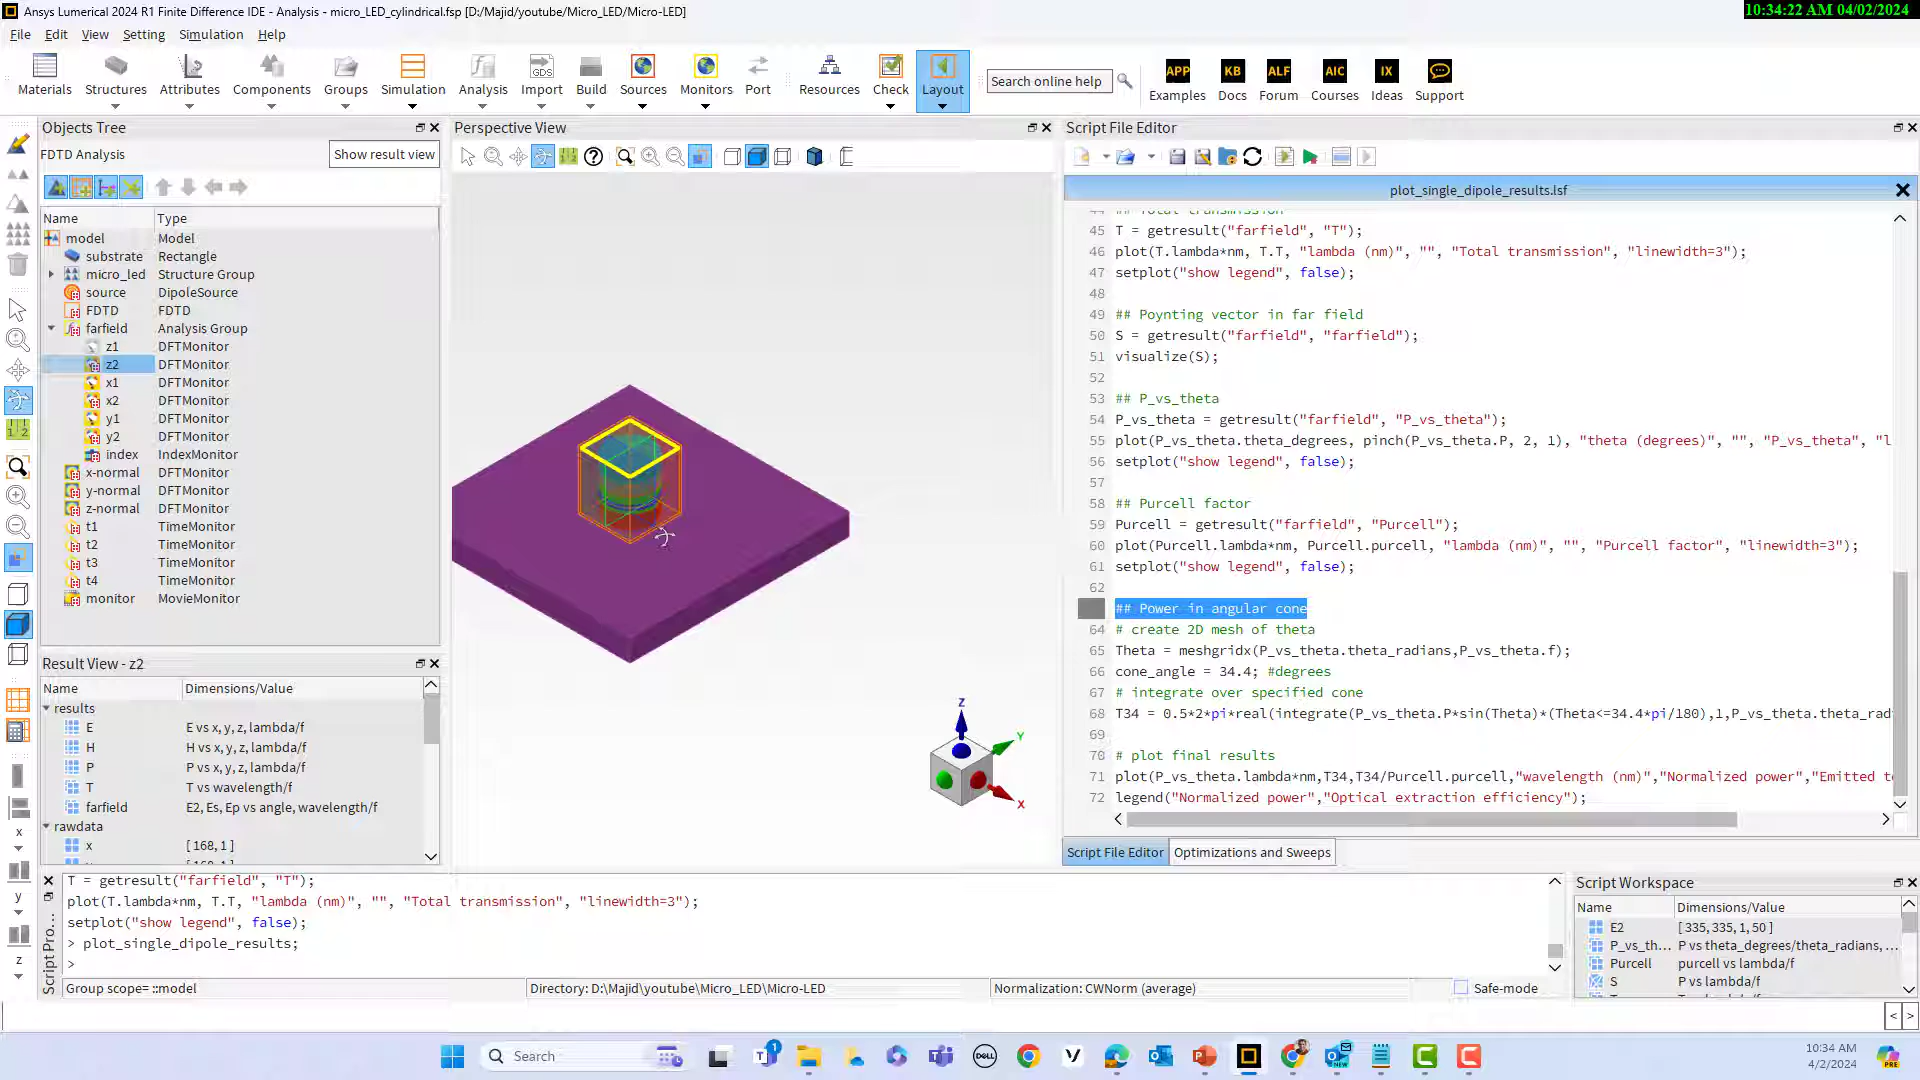 Ansys Lumerical 2024 R1 Finite Difference IDE - Analysis - micro_LED_cylindrical.fsp [D:/Majid/youtube/Micro_LED/Micro-LED]
10:34:22 AM 04/02/2024
File Edit View Setting Simulation Help
Materials Structures Attributes Components Groups Simulation Analysis Import Build Sources Monitors Port Resources Check Layout
GDS
Search online help
APP KB ALF AIC IX
Examples Docs Forum Courses Ideas Support
Objects Tree
FDTD Analysis
Show result view
Name Type
model Model
substrate Rectangle
micro_led Structure Group
source DipoleSource
FDTD FDTD
farfield Analysis Group
z1 DFTMonitor
z2 DFTMonitor
x1 DFTMonitor
x2 DFTMonitor
y1 DFTMonitor
y2 DFTMonitor
index IndexMonitor
x-normal DFTMonitor
y-normal DFTMonitor
z-normal DFTMonitor
t1 TimeMonitor
t2 TimeMonitor
t3 TimeMonitor
t4 TimeMonitor
monitor MovieMonitor
Result View - z2
Name Dimensions/Value
results
E E vs x, y, z, lambda/f
H H vs x, y, z, lambda/f
P P vs x, y, z, lambda/f
T T vs wavelength/f
farfield E2, Es, Ep vs angle, wavelength/f
rawdata
x [ 168, 1 ]
Perspective View
Z
Y
X
x
y
z
Script File Editor
plot_single_dipole_results.lsf
44 ## Total transmission
45 T = getresult("farfield", "T");
46 plot(T.lambda*nm, T.T, "lambda (nm)", "", "Total transmission", "linewidth=3");
47 setplot("show legend", false);
48
49 ## Poynting vector in far field
50 S = getresult("farfield", "farfield");
51 visualize(S);
52
53 ## P_vs_theta
54 P_vs_theta = getresult("farfield", "P_vs_theta");
55 plot(P_vs_theta.theta_degrees, pinch(P_vs_theta.P, 2, 1), "theta (degrees)", "", "P_vs_theta", "l
56 setplot("show legend", false);
57
58 ## Purcell factor
59 Purcell = getresult("farfield", "Purcell");
60 plot(Purcell.lambda*nm, Purcell.purcell, "lambda (nm)", "", "Purcell factor", "linewidth=3");
61 setplot("show legend", false);
62
## Power in angular cone
64 # create 2D mesh of theta
65 Theta = meshgridx(P_vs_theta.theta_radians,P_vs_theta.f);
66 cone_angle = 34.4; #degrees
67 # integrate over specified cone
68 T34 = 0.5*2*pi*real(integrate(P_vs_theta.P*sin(Theta)*(Theta<=34.4*pi/180),1,P_vs_theta.theta_rad
69
70 # plot final results
71 plot(P_vs_theta.lambda*nm,T34,T34/Purcell.purcell,"wavelength (nm)","Normalized power","Emitted t
72 legend("Normalized power","Optical extraction efficiency");
Script File Editor Optimizations and Sweeps
Script Pro...
T = getresult("farfield", "T");
plot(T.lambda*nm, T.T, "lambda (nm)", "", "Total transmission", "linewidth=3");
setplot("show legend", false);
> plot_single_dipole_results;
>
Script Workspace
Name Dimensions/Value
E2 [ 335, 335, 1, 50 ]
P_vs_th... P vs theta_degrees/theta_radians, ...
Purcell purcell vs lambda/f
S P vs lambda/f
Group scope= ::model
Directory: D:\Majid\youtube\Micro_LED\Micro-LED
Normalization: CWNorm (average)
Safe-mode
Search
1
DELL
NEW
PRE
10:34 AM
4/2/2024